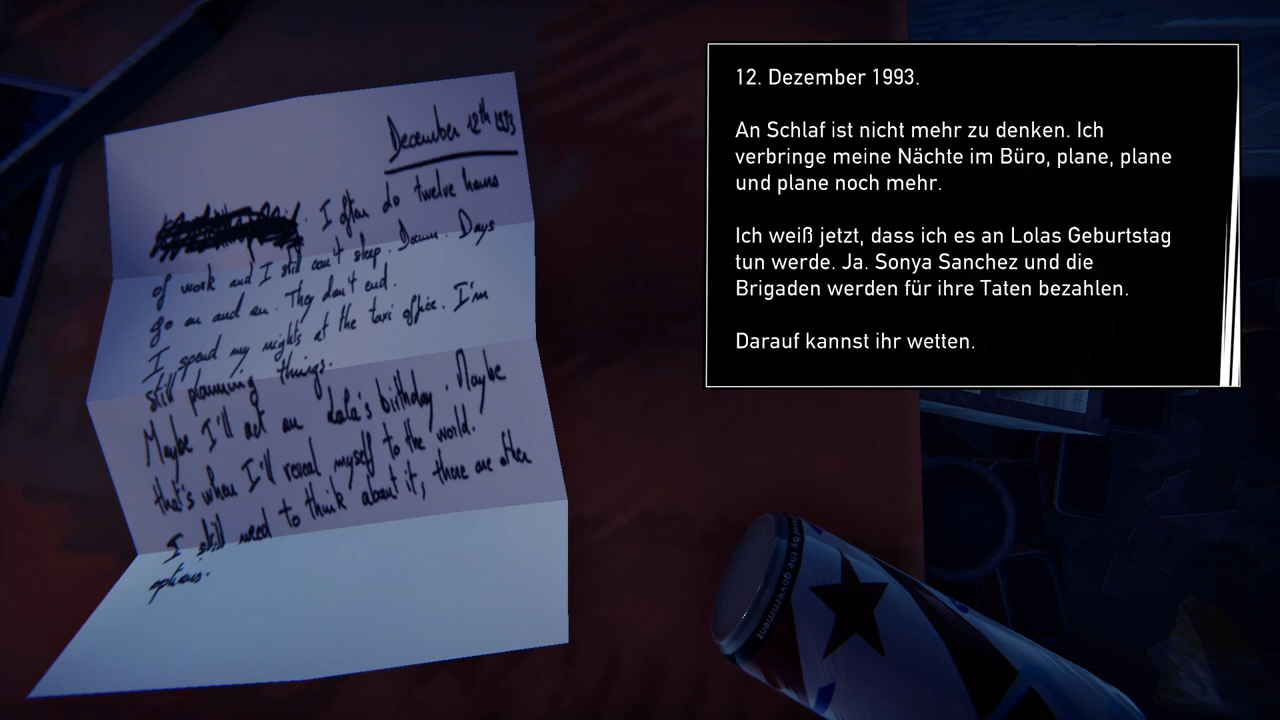 December 12th 1993
. I often do twelve hours
of work and I still can't sleep. Damn. Days
go on and on. They don't end.
I spend my nights at the taxi office. I'm
still planning things.
Maybe I'll act on Lola's birthday. Maybe
that's when I'll reveal myself to the world.
I still need to think about it, there are other
options.
12. Dezember 1993.
An Schlaf ist nicht mehr zu denken. Ich
verbringe meine Nächte im Büro, plane, plane
und plane noch mehr.
Ich weiß jetzt, dass ich es an Lolas Geburtstag
tun werde. Ja. Sonya Sanchez und die
Brigaden werden für ihre Taten bezahlen.
Darauf kannst ihr wetten.
by the government